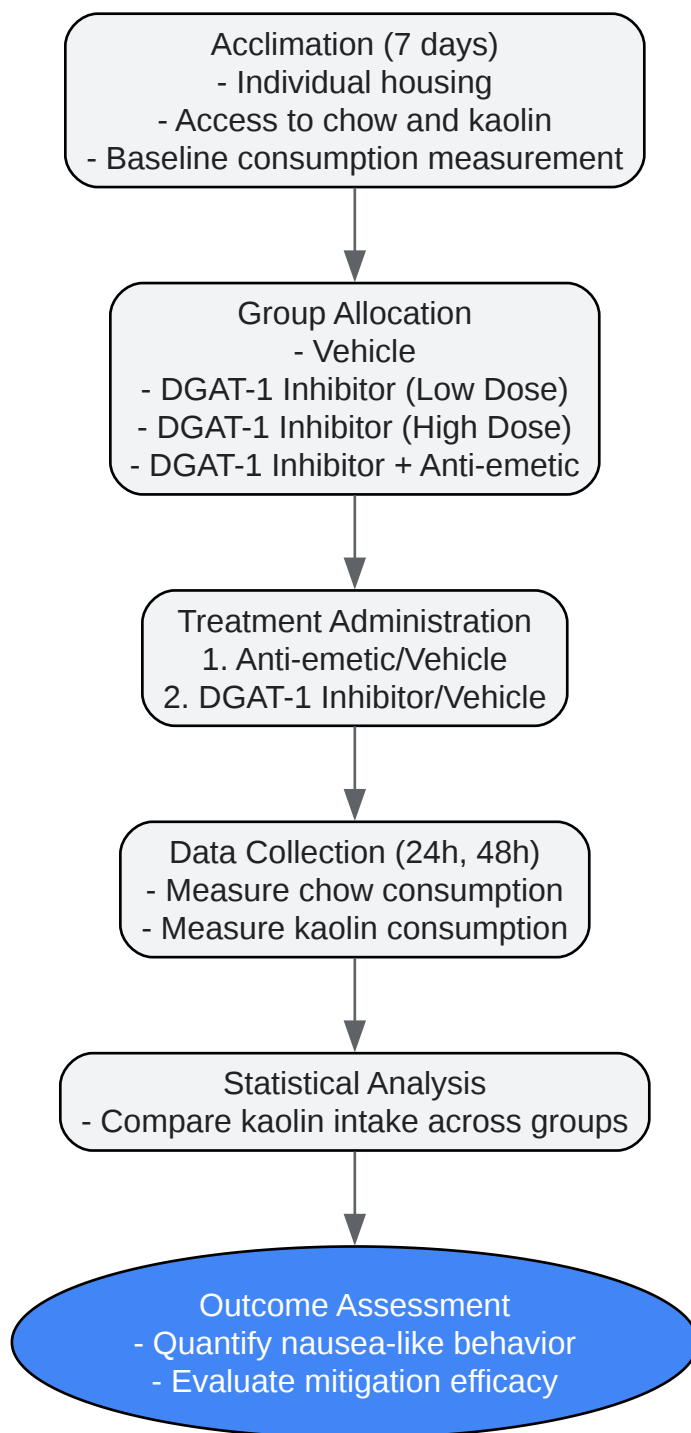 Acclimation (7 days)
- Individual housing
- Access to chow and kaolin
- Baseline consumption measurement
Group Allocation
- Vehicle
- DGAT-1 Inhibitor (Low Dose)
- DGAT-1 Inhibitor (High Dose)
- DGAT-1 Inhibitor + Anti-emetic
Treatment Administration
1. Anti-emetic/Vehicle
2. DGAT-1 Inhibitor/Vehicle
Data Collection (24h, 48h)
- Measure chow consumption
- Measure kaolin consumption
Statistical Analysis
- Compare kaolin intake across groups
Outcome Assessment
- Quantify nausea-like behavior
- Evaluate mitigation efficacy